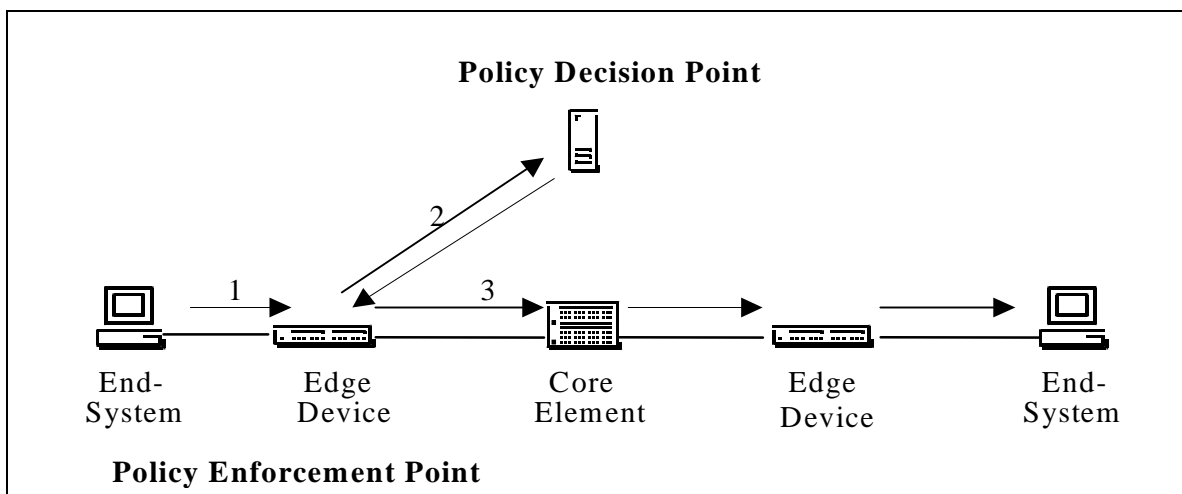 Policy Decision Point
2
1
3
End-
System
Edge
Device
Core
Element
Edge
Device
End-
System
Policy Enforcement Point